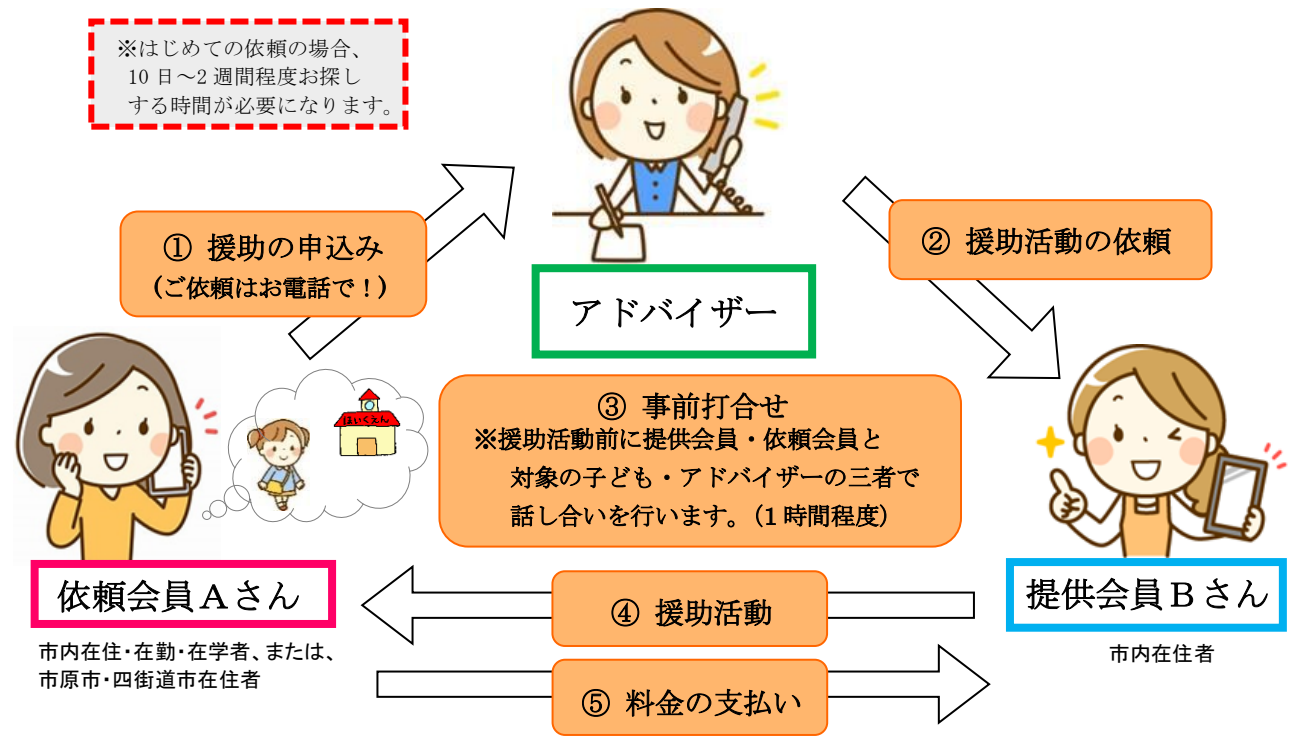 ※はじめての依頼の場合、
10日～2週間程度お探し
する時間が必要になります。
① 援助の申込み
（ご依頼はお電話で！）
アドバイザー
② 援助活動の依頼
ほいくえん
③ 事前打合せ
※援助活動前に提供会員・依頼会員と
対象の子ども・アドバイザーの三者で
話し合いを行います。（1時間程度）
依頼会員Ａさん
市内在住・在勤・在学者、または、
市原市・四街道市在住者
④ 援助活動
⑤ 料金の支払い
提供会員Ｂさん
市内在住者